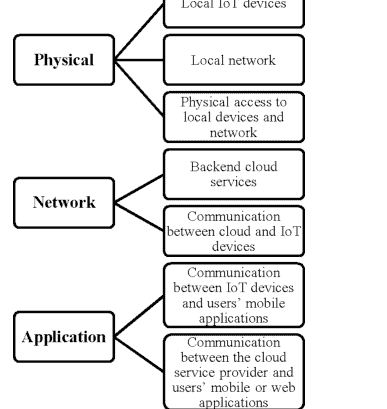 Local IoT devices
Physical
Local network
Physical access to
local devices and
network
Backend cloud
services
Network
Communication
between cloud and IoT
devices
Communication
between IoT devices
and users' mobile
applications
Application
Communication
between the cloud
service provider and
users' mobile or web
applications